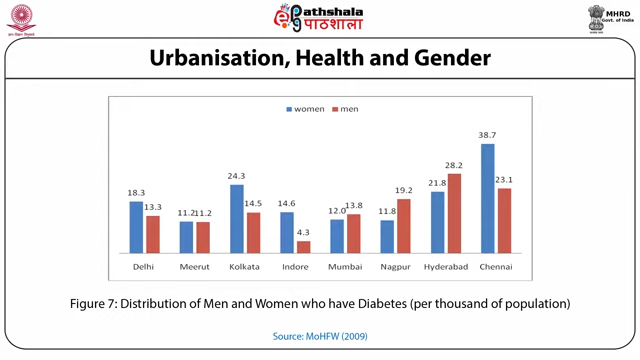 ePathshala
पाठशाला
MHRD
Govt. of India
Urbanisation, Health and Gender
women men
38.7
28.2
24.3
23.1
21.8
19.2
18.3
14.5 14.6
13.3
13.8
12.0
11.2 11.2
11.8
4.3
Delhi Meerut Kolkata Indore Mumbai Nagpur Hyderabad Chennai
Figure 7: Distribution of Men and Women who have Diabetes (per thousand of population)
Source: MoHFW (2009)